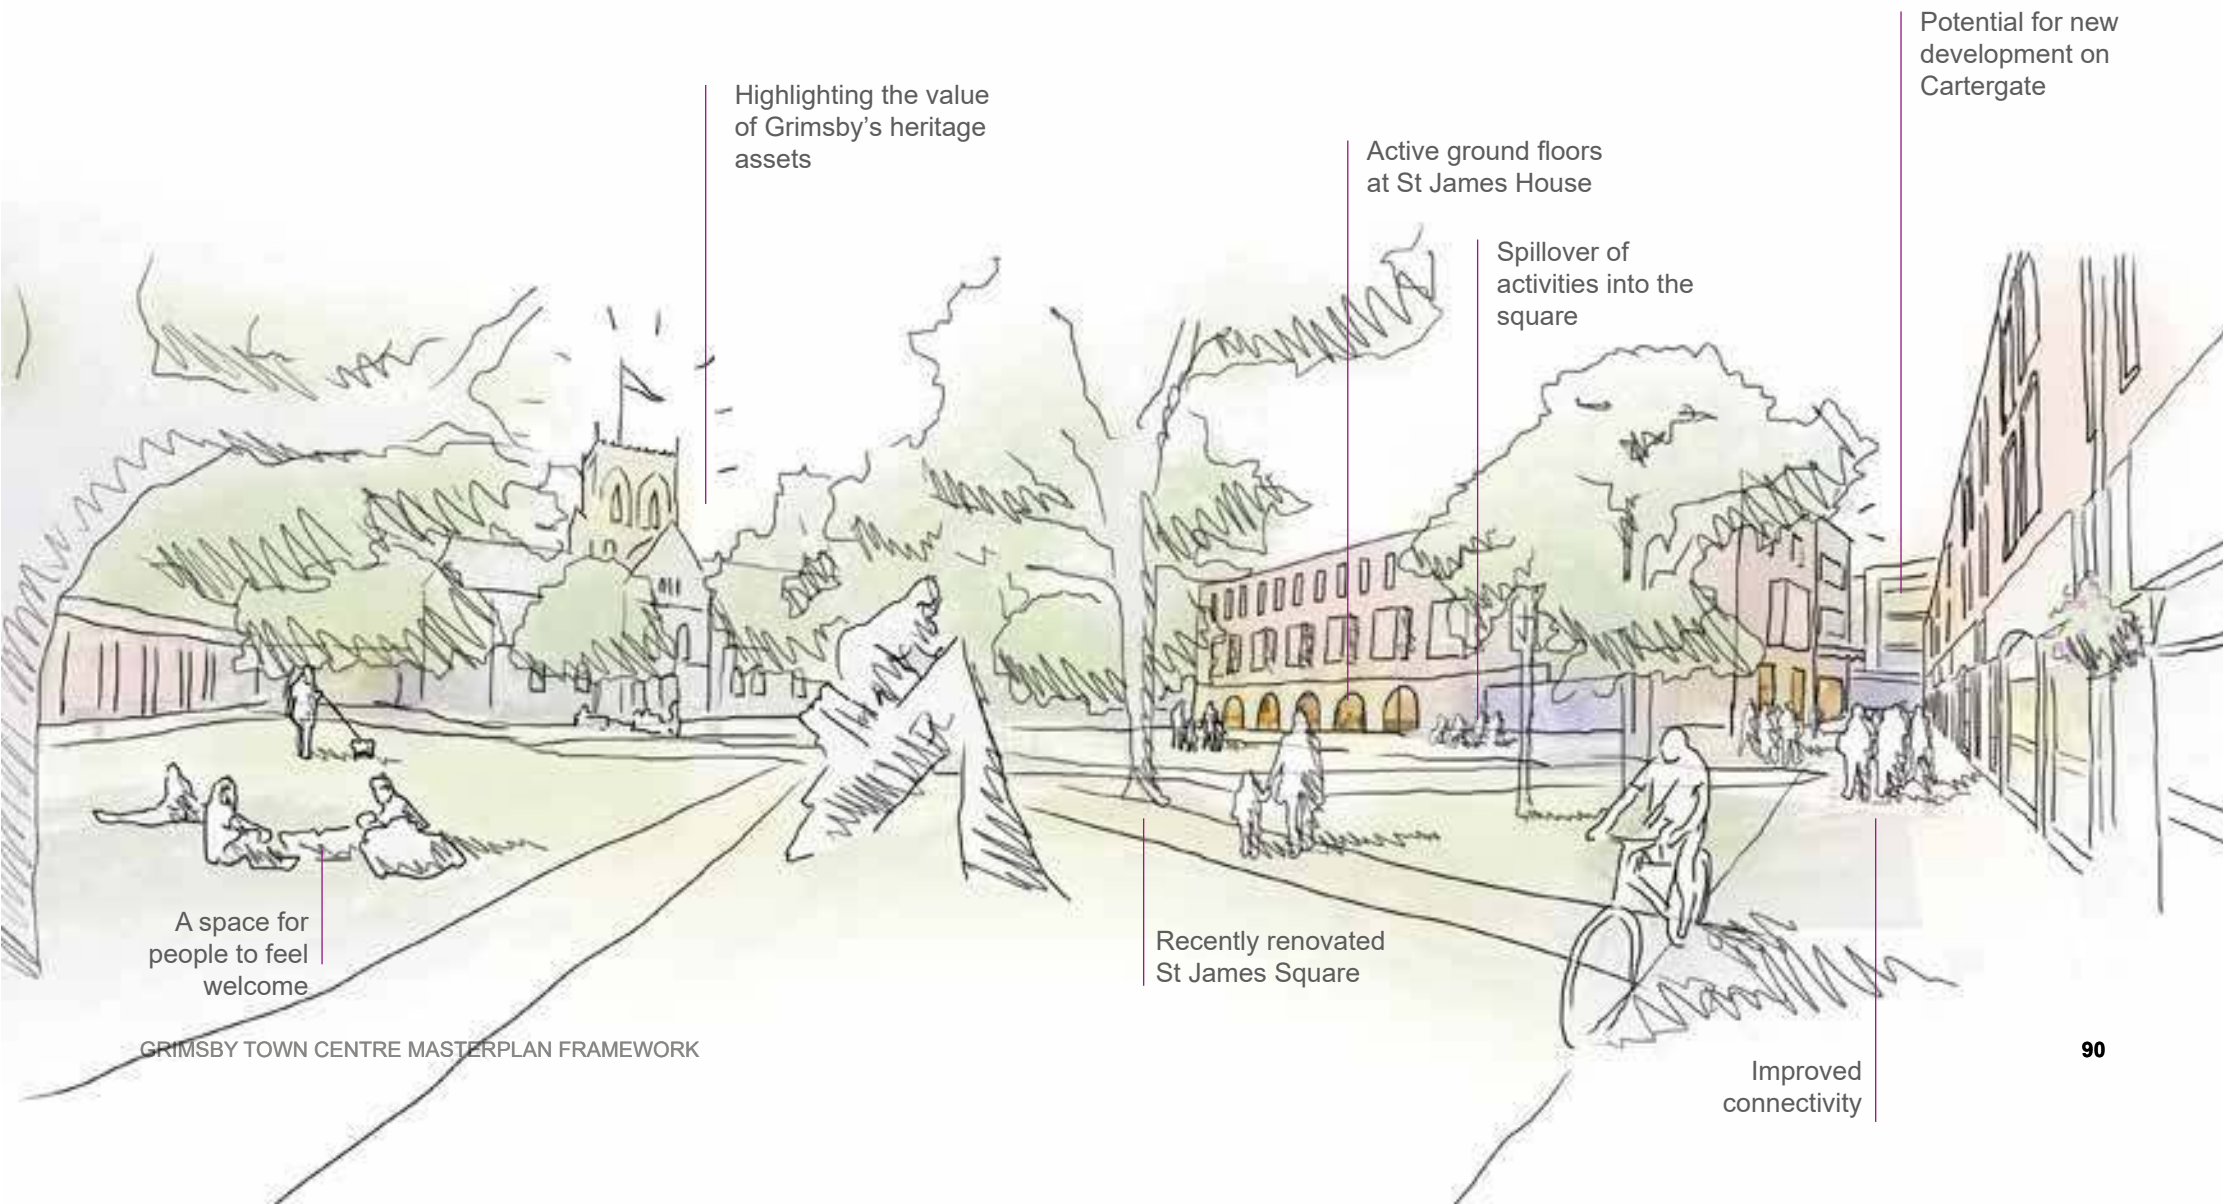 Potential for new
development on
Cartergate
Highlighting the value
of Grimsby’s heritage
assets
Active ground floors
at St James House
Spillover of
activities into the
square
A space for
people to feel
welcome
Recently renovated
St James Square
GRIMSBY TOWN CENTRE MASTERPLAN FRAMEWORK
90
Improved
connectivity